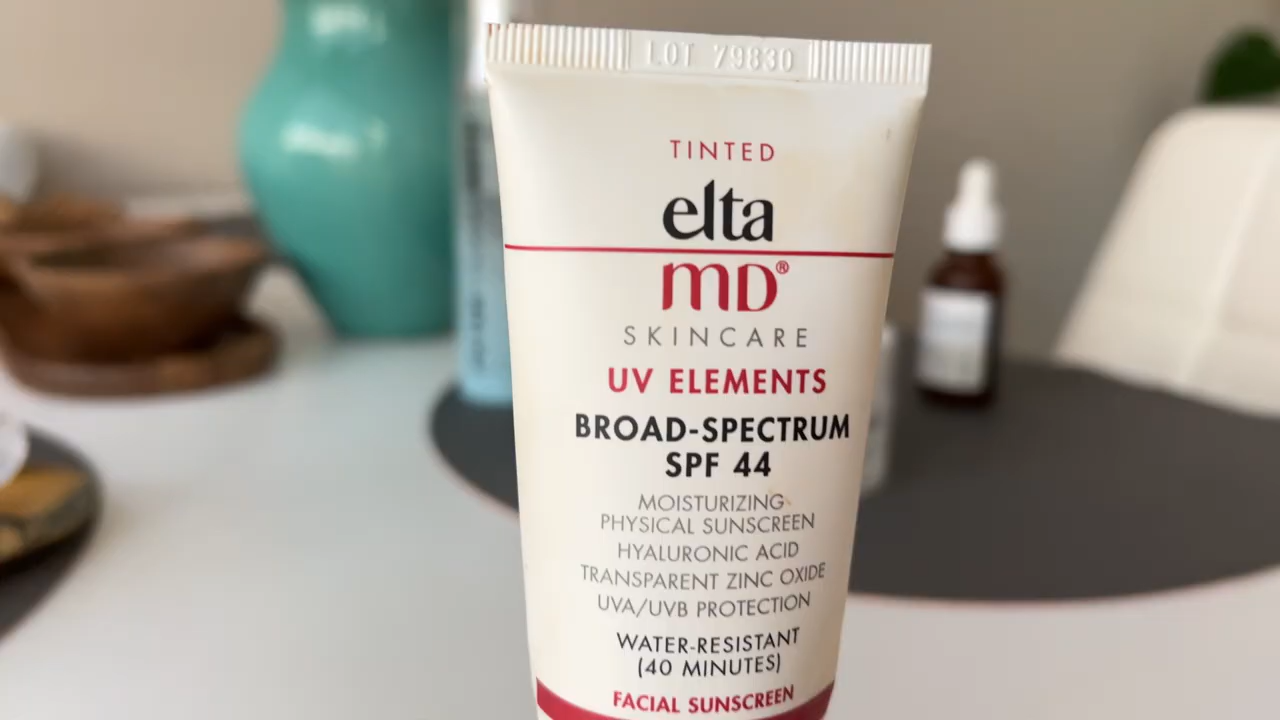 LOT 79830
TINTED
elta
MD®
SKINCARE
UV ELEMENTS
BROAD-SPECTRUM
SPF 44
MOISTURIZING
PHYSICAL SUNSCREEN
HYALURONIC ACID
TRANSPARENT ZINC OXIDE
UVA/UVB PROTECTION
WATER-RESISTANT
(40 MINUTES)
FACIAL SUNSCREEN